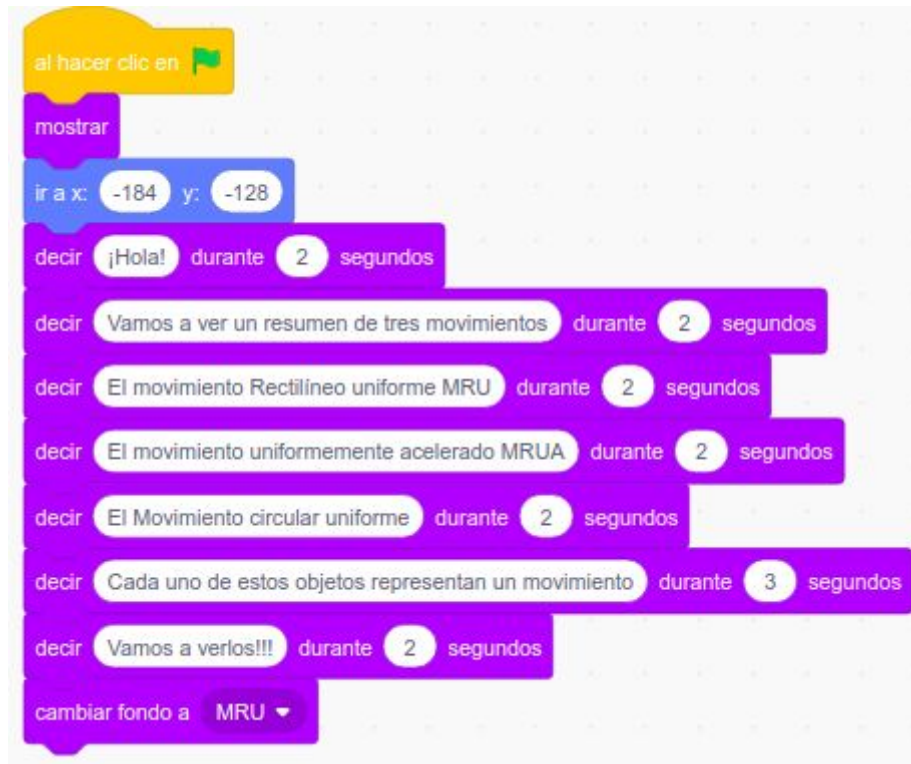 al hacer clic en
mostrar
ir a x: -184 y: -128
decir ¡Hola! durante 2 segundos
decir Vamos a ver un resumen de tres movimientos durante 2 segundos
decir El movimiento Rectilíneo uniforme MRU durante 2 segundos
decir El movimiento uniformemente acelerado MRUA durante 2 segundos
decir El Movimiento circular uniforme durante 2 segundos
decir Cada uno de estos objetos representan un movimiento durante 3 segundos
decir Vamos a verlos!!! durante 2 segundos
cambiar fondo a MRU